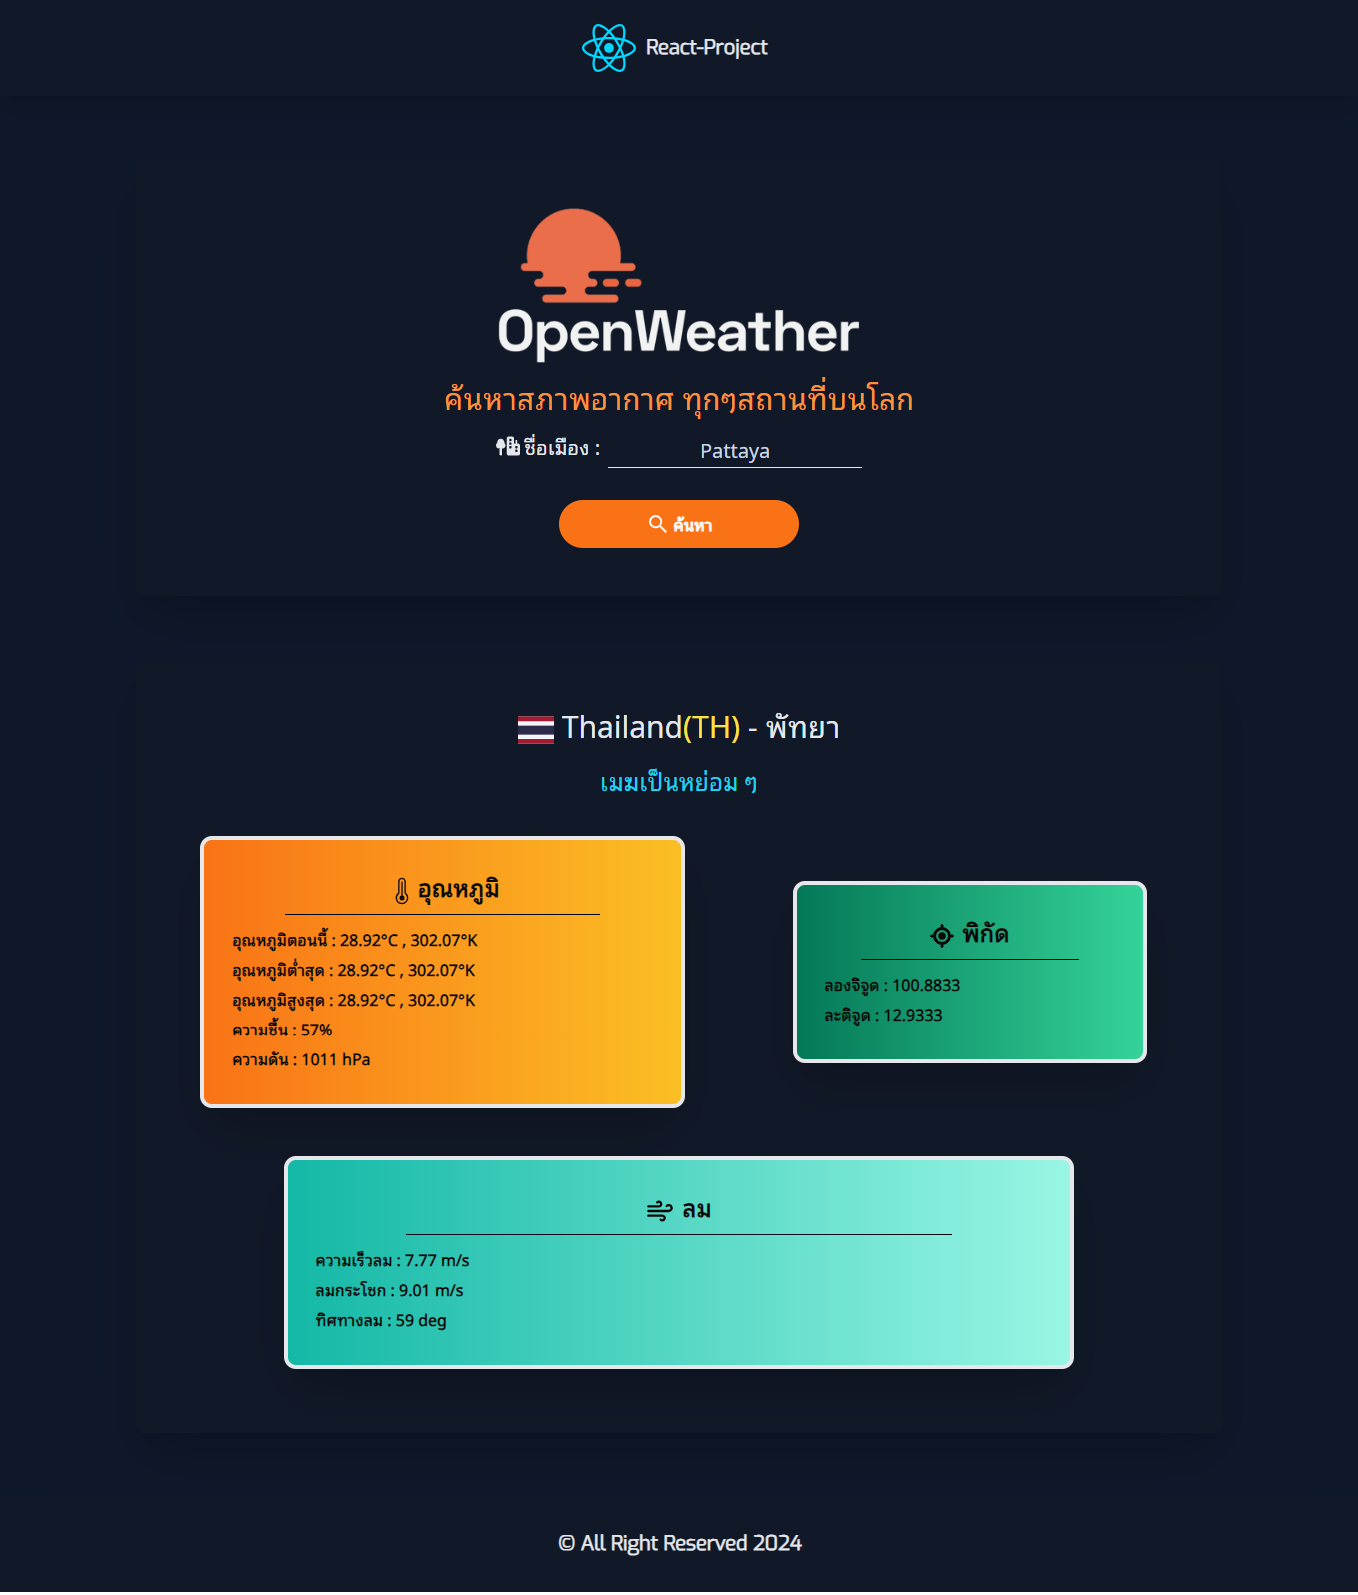 React-Project
OpenWeather
ค้นหาสภาพอากาศ ทุกๆสถานที่บนโลก
ชื่อเมือง : Pattaya
ค้นหา
Thailand(TH) - พัทยา
เมฆเป็นหย่อม ๆ
อุณหภูมิ
อุณหภูมิตอนนี้ : 28.92°C , 302.07°K
อุณหภูมิต่ำสุด : 28.92°C , 302.07°K
อุณหภูมิสูงสุด : 28.92°C , 302.07°K
ความชื้น : 57%
ความดัน : 1011 hPa
พิกัด
ลองจิจูด : 100.8833
ละติจูด : 12.9333
ลม
ความเร็วลม : 7.77 m/s
ลมกระโชก : 9.01 m/s
ทิศทางลม : 59 deg
© All Right Reserved 2024